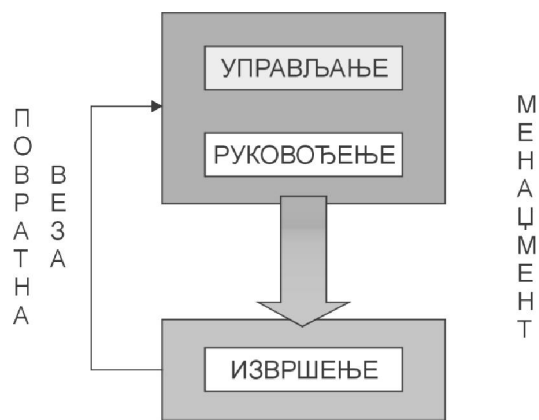 УПРАВЉАЊЕ
РУКОВОЂЕЊЕ
ПОВРАТНА
ВЕЗА
МЕНАЏМЕНТ
ИЗВРШЕЊЕ